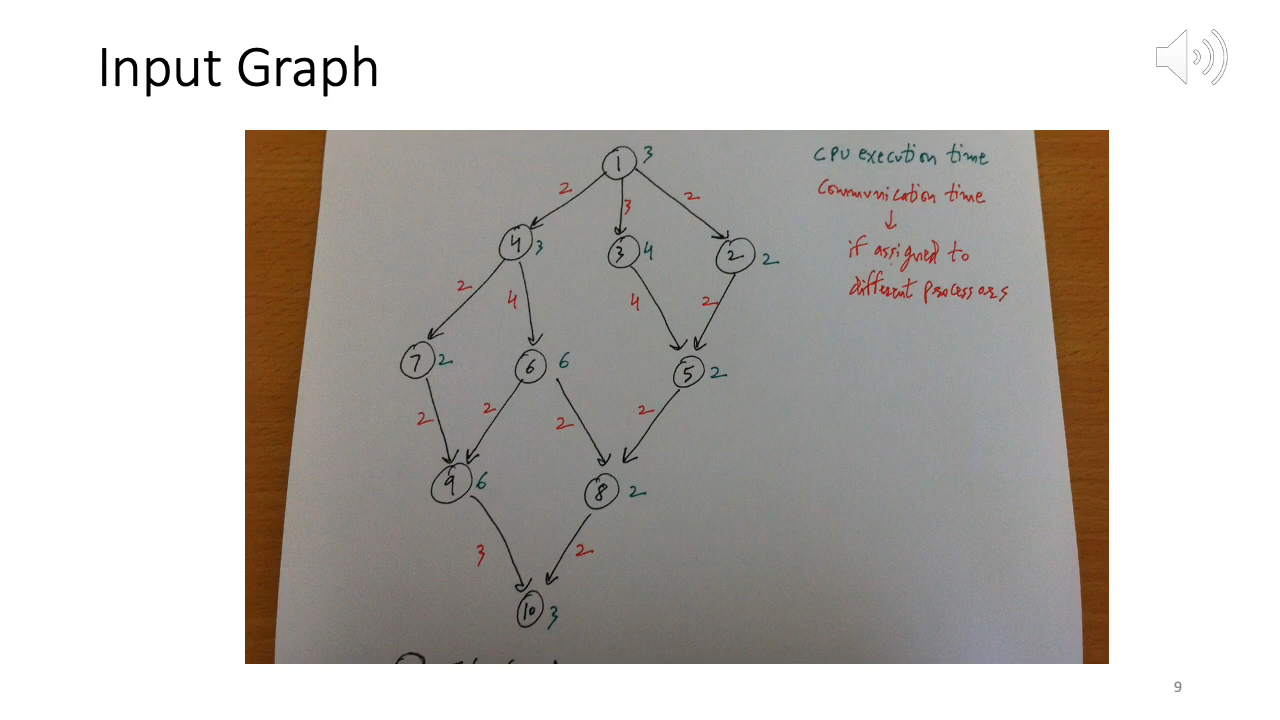 Input Graph
1 3
2 3 2
4 3
3 4
2 2
2 4 4 2
7 2
6 6
5 2
2 2 2 2
9 6
8 2
3 2
10 3
CPU execution time
Communication time
if assigned to
different processors
9